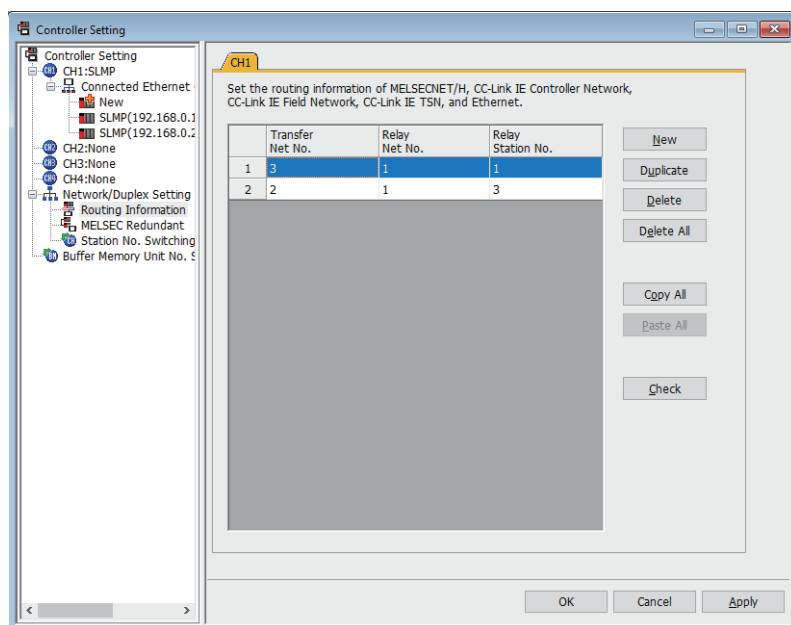 Controller Setting
Controller Setting
CH1:SLMP
Connected Ethernet
New
SLMP(192.168.0.1
SLMP(192.168.0.2
CH2:None
CH3:None
CH4:None
Network/Duplex Setting
Routing Information
MELSEC Redundant
Station No. Switching
Buffer Memory Unit No. S
CH1
Set the routing information of MELSECNET/H, CC-Link IE Controller Network,
CC-Link IE Field Network, CC-Link IE TSN, and Ethernet.
Transfer Net No. Relay Net No. Relay Station No.
1 3 1 1
2 2 1 3
New
Duplicate
Delete
Delete All
Copy All
Paste All
Check
OK Cancel Apply